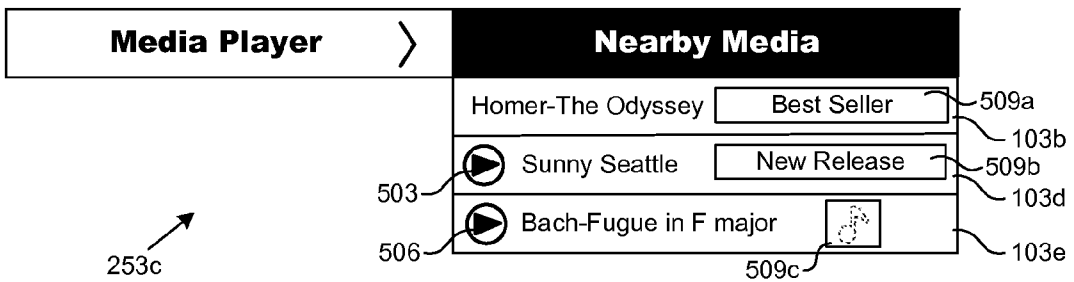 Media Player
Nearby Media
Homer-The Odyssey Best Seller 509a
103b
Sunny Seattle New Release 509b
503 103d
Bach-Fugue in F major
506 103e
253c 509c